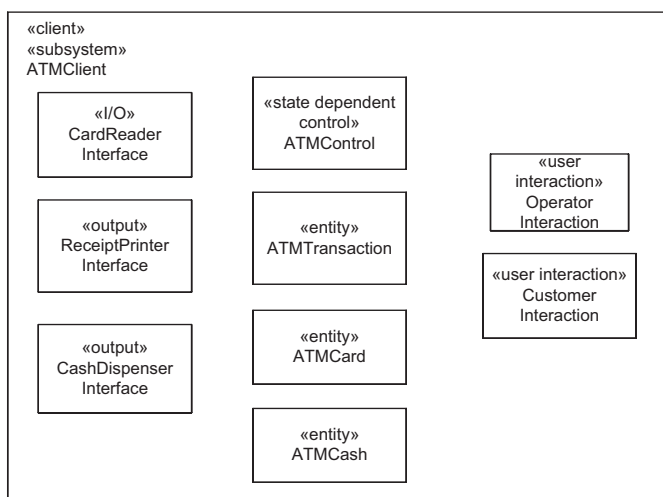 «client»
«subsystem»
ATMClient
«I/O»
CardReader
Interface
«output»
ReceiptPrinter
Interface
«output»
CashDispenser
Interface
«state dependent
control»
ATMControl
«entity»
ATMTransaction
«entity»
ATMCard
«entity»
ATMCash
«user
interaction»
Operator
Interaction
«user interaction»
Customer
Interaction